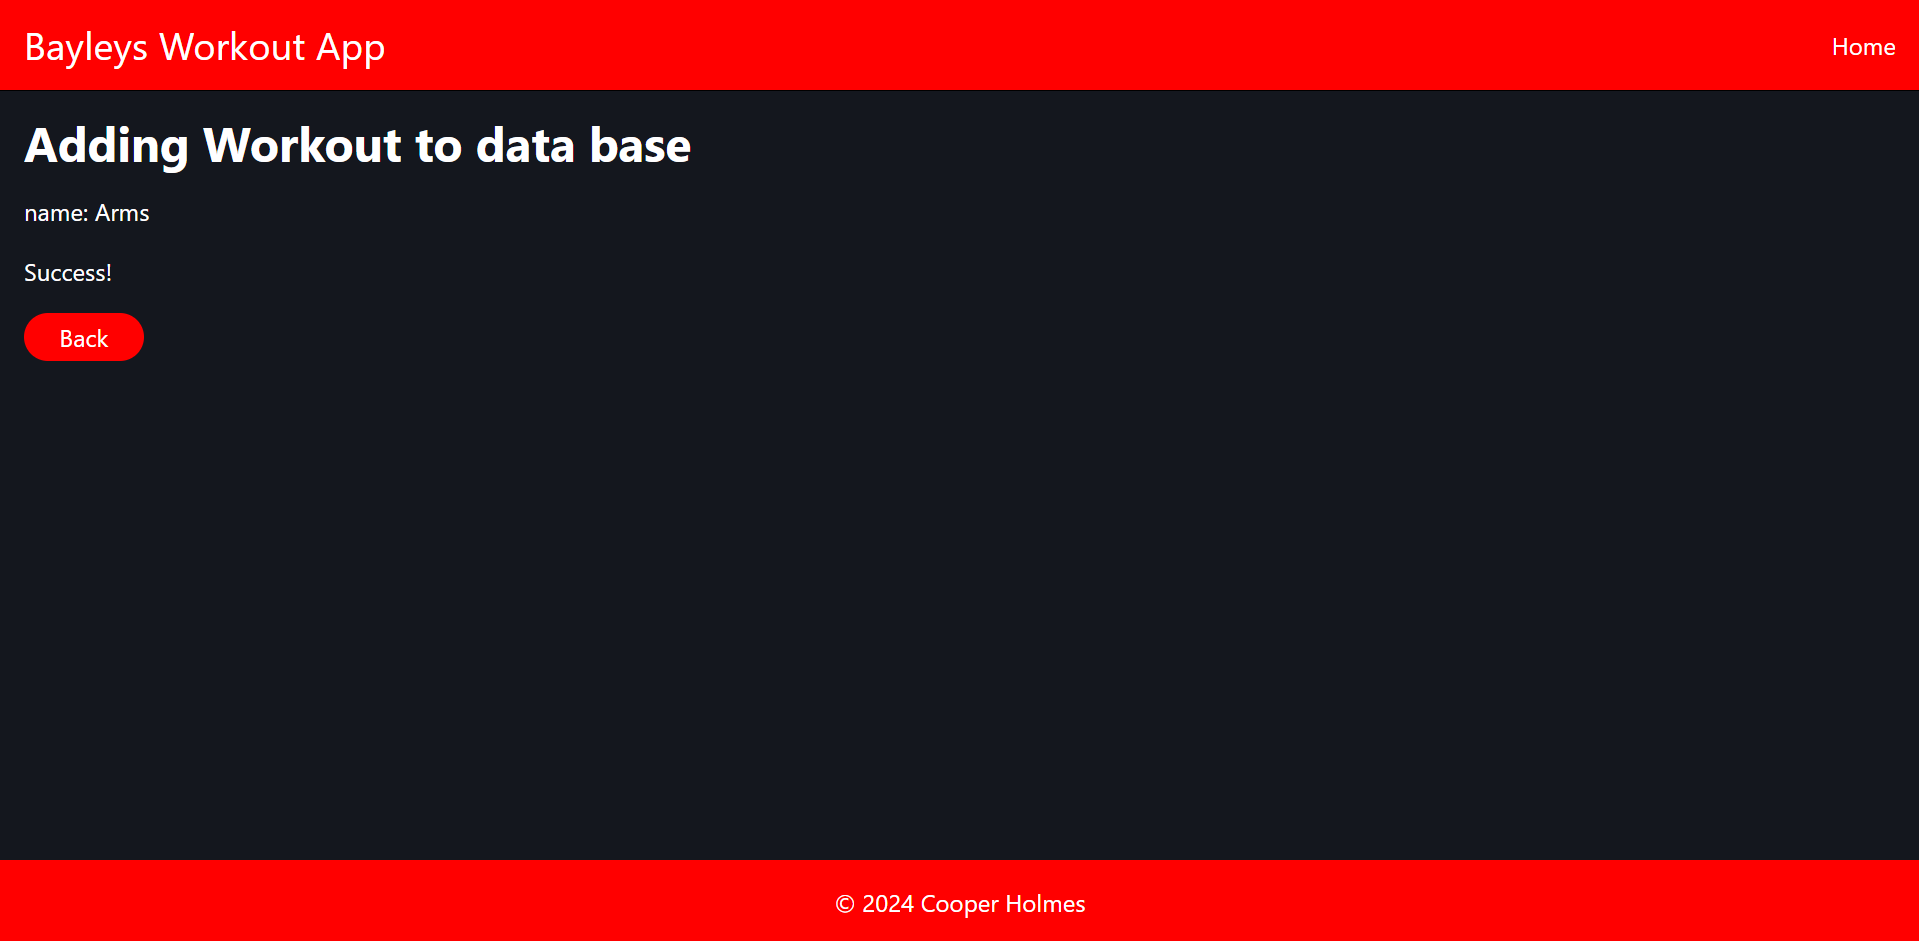 Bayleys Workout App
Home
Adding Workout to data base
name: Arms
Success!
Back
© 2024 Cooper Holmes